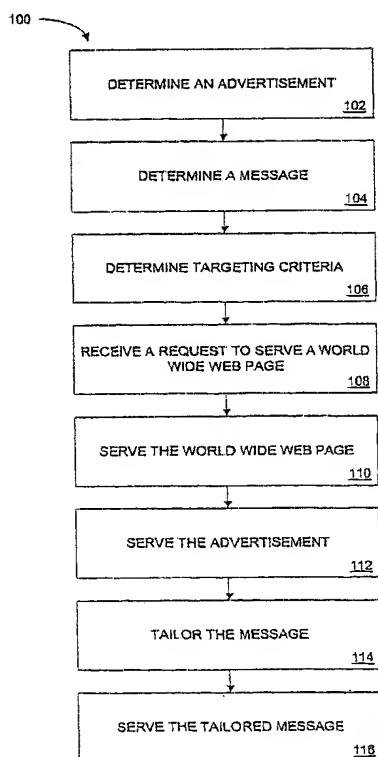 100
DETERMINE AN ADVERTISEMENT
102
DETERMINE A MESSAGE
104
DETERMINE TARGETING CRITERIA
106
RECEIVE A REQUEST TO SERVE A WORLD
WIDE WEB PAGE
108
SERVE THE WORLD WIDE WEB PAGE
110
SERVE THE ADVERTISEMENT
112
TAILOR THE MESSAGE
114
SERVE THE TAILORED MESSAGE
116